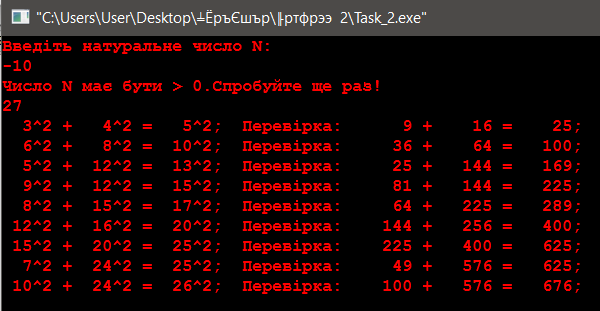 "C:\Users\User\Desktop\╧ЁръЄшър\╟ртфрээ 2\Task_2.exe"
Введіть натуральне число N:
-10
Число N має бути > 0.Спробуйте ще раз!
27
3^2 + 4^2 = 5^2; Перевірка: 9 + 16 = 25;
6^2 + 8^2 = 10^2; Перевірка: 36 + 64 = 100;
5^2 + 12^2 = 13^2; Перевірка: 25 + 144 = 169;
9^2 + 12^2 = 15^2; Перевірка: 81 + 144 = 225;
8^2 + 15^2 = 17^2; Перевірка: 64 + 225 = 289;
12^2 + 16^2 = 20^2; Перевірка: 144 + 256 = 400;
15^2 + 20^2 = 25^2; Перевірка: 225 + 400 = 625;
7^2 + 24^2 = 25^2; Перевірка: 49 + 576 = 625;
10^2 + 24^2 = 26^2; Перевірка: 100 + 576 = 676;